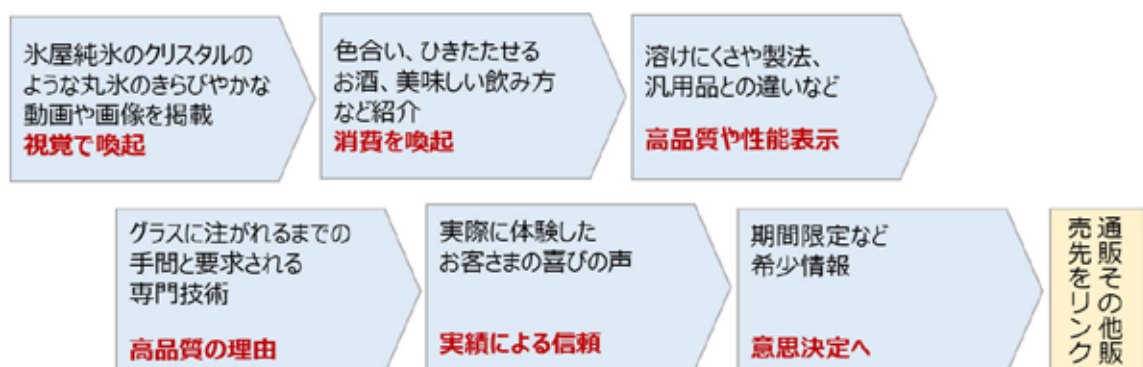 氷屋純氷のクリスタルの
ような丸氷のきらびやかな
動画や画像を掲載
視覚で喚起
色合い、ひきたたせる
お酒、美味しい飲み方
など紹介
消費を喚起
溶けにくさや製法、
汎用品との違いなど
高品質や性能表示
グラスに注がれるまでの
手間と要求される
専門技術
高品質の理由
実際に体験した
お客さまの喜びの声
実績による信頼
期間限定など
希少情報
意思決定へ
通販その他販
売先をリンク